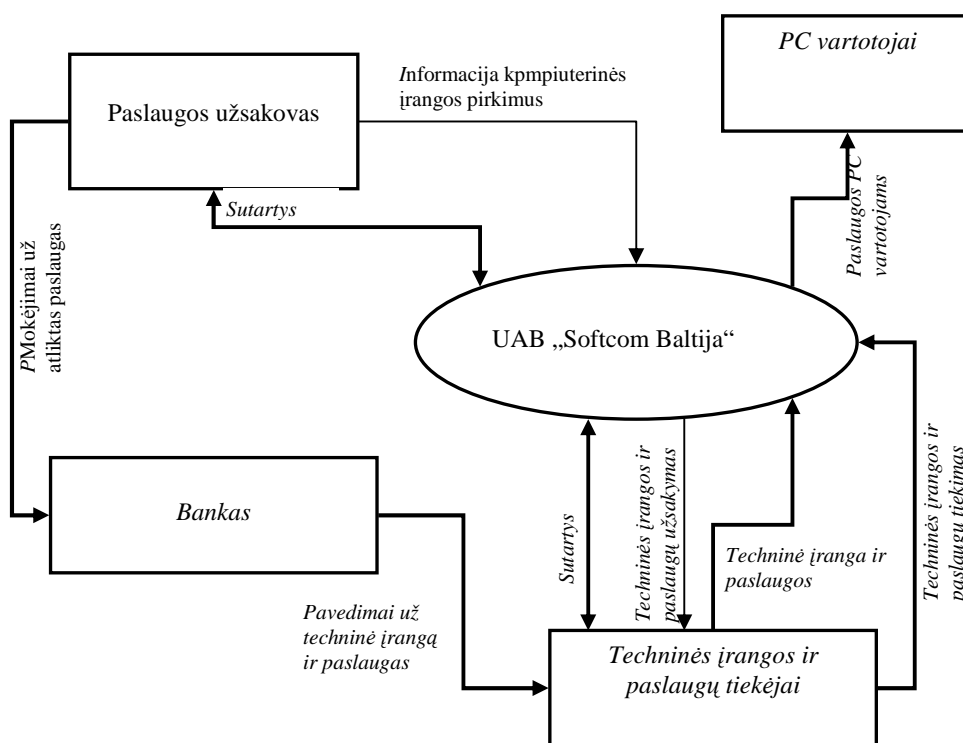 PC vartotojai
Informacija kpmpiuterinės
įrangos pirkimus
Paslaugos užsakovas
Sutartys
Paslaugos PC
vartotojams
PMokėjimai už
atliktas paslaugas
UAB „Softcom Baltija“
Bankas
Sutartys
Techninės įrangos ir
paslaugų užsakymas
Techninė įranga ir
paslaugos
Techninės įrangos ir
paslaugų tiekimas
Pavedimai už
techninė įrangą
ir paslaugas
Techninės įrangos ir
paslaugų tiekėjai